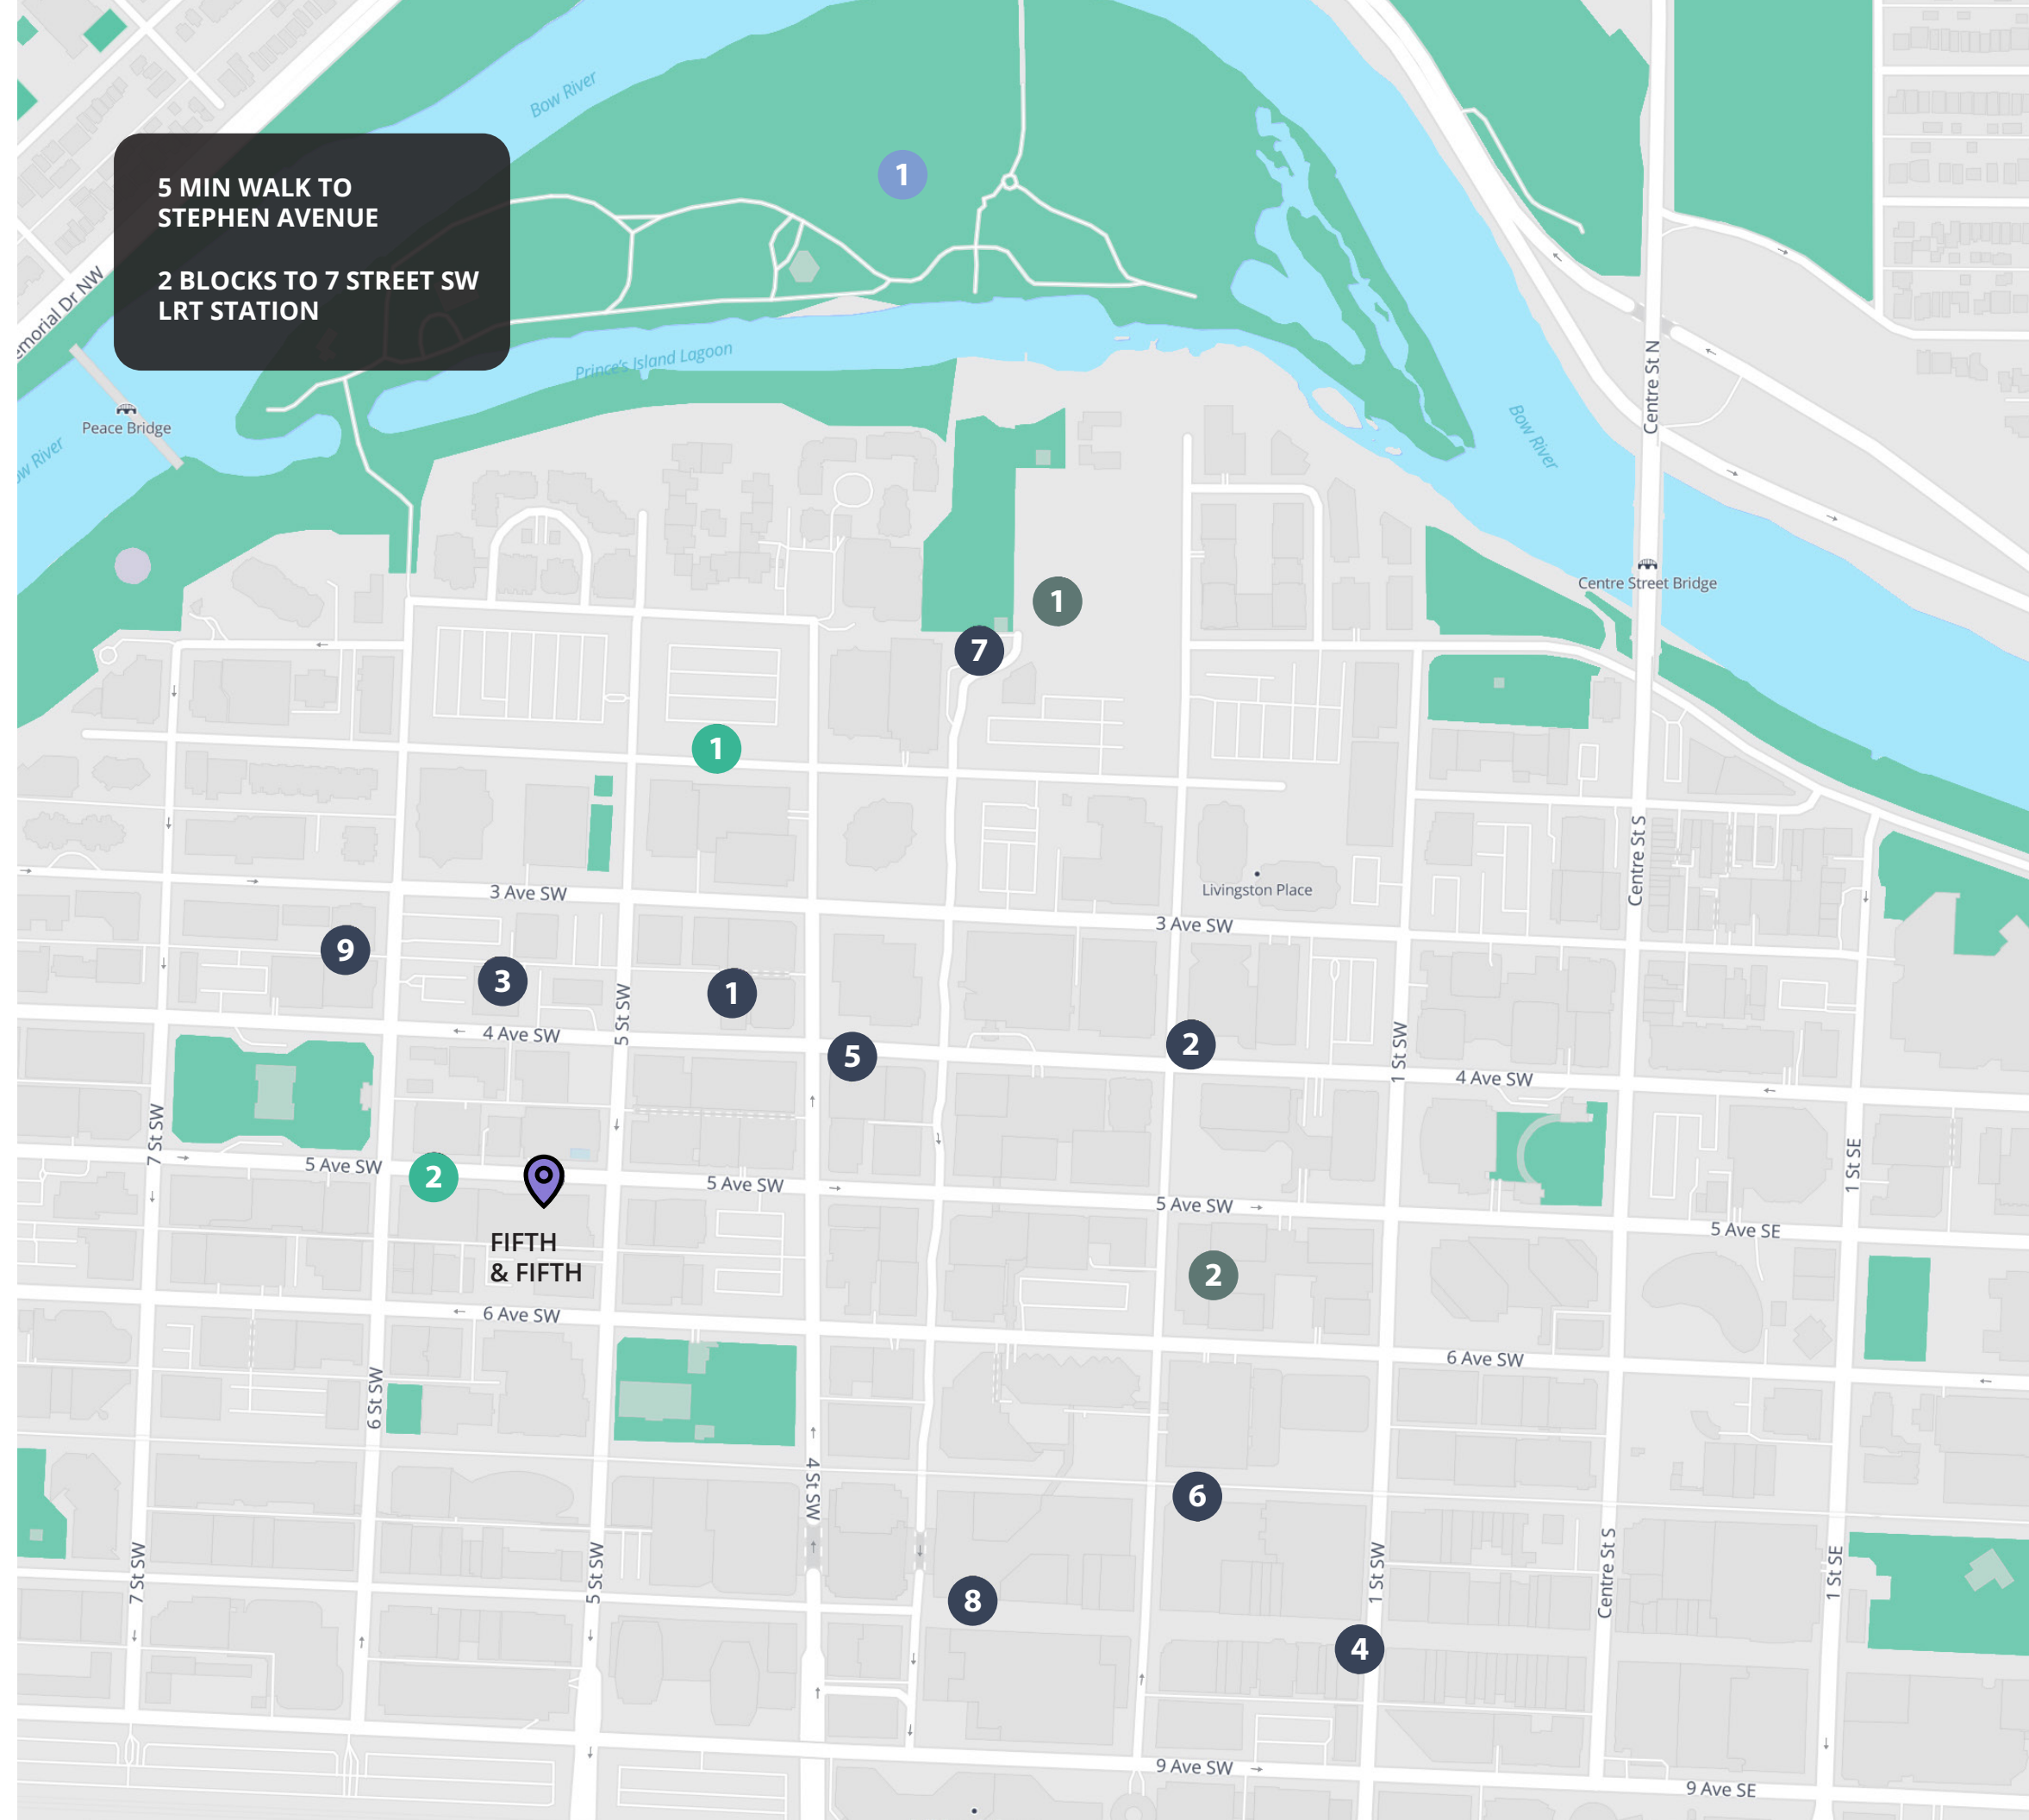 Bow River
5 MIN WALK TO
STEPHEN AVENUE
2 BLOCKS TO 7 STREET SW
LRT STATION
1
emorial Dr NW
Prince's Island Lagoon
Centre St N
Peace Bridge
ow River
Bow River
Centre Street Bridge
1
7
1
Centre St S
3 Ave SW
Livingston Place
3 Ave SW
9
3
1
5 St SW
4 Ave SW
5
2
1 St SW
4 Ave SW
7 St SW
5 Ave SW
2
5 Ave SW
5 Ave SW
1 St SE
5 Ave SE
FIFTH
& FIFTH
2
6 Ave SW
6 Ave SW
6 St SW
4 St SW
6
7 St SW
5 St SW
1 St SW
Centre St S
1 St SE
8
4
9 Ave SW
9 Ave SE